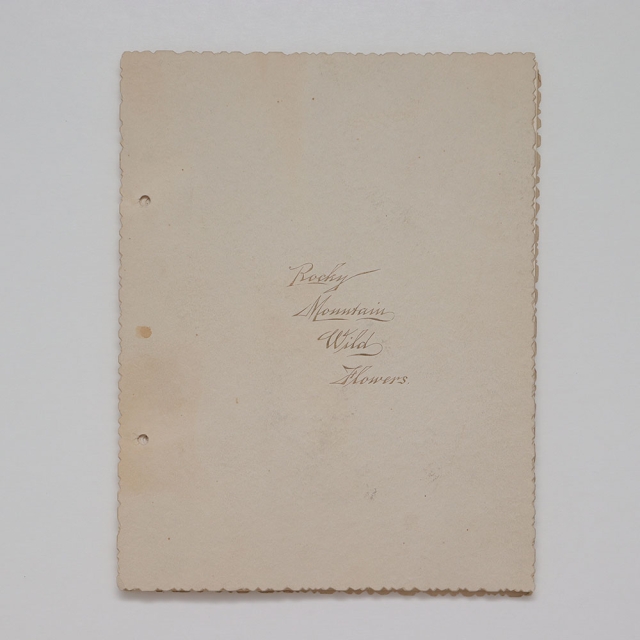 Rocky
Mountain
Wild
Flowers.